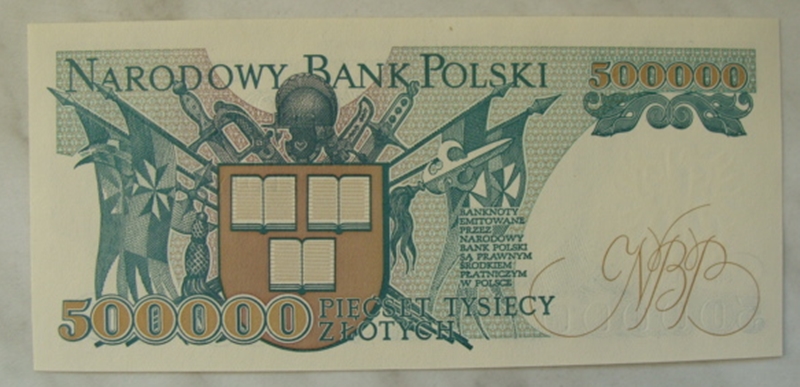 NARODOWY BANK POLSKI
500000
BANKNOTY
EMITOWANE
PRZEZ
NARODOWY
BANK POLSKI
SĄ PRAWNYM
ŚRODKIEM
PŁATNICZYM
W POLSCE
NBP
500000
PIĘĆSET TYSIĘCY
ZŁOTYCH